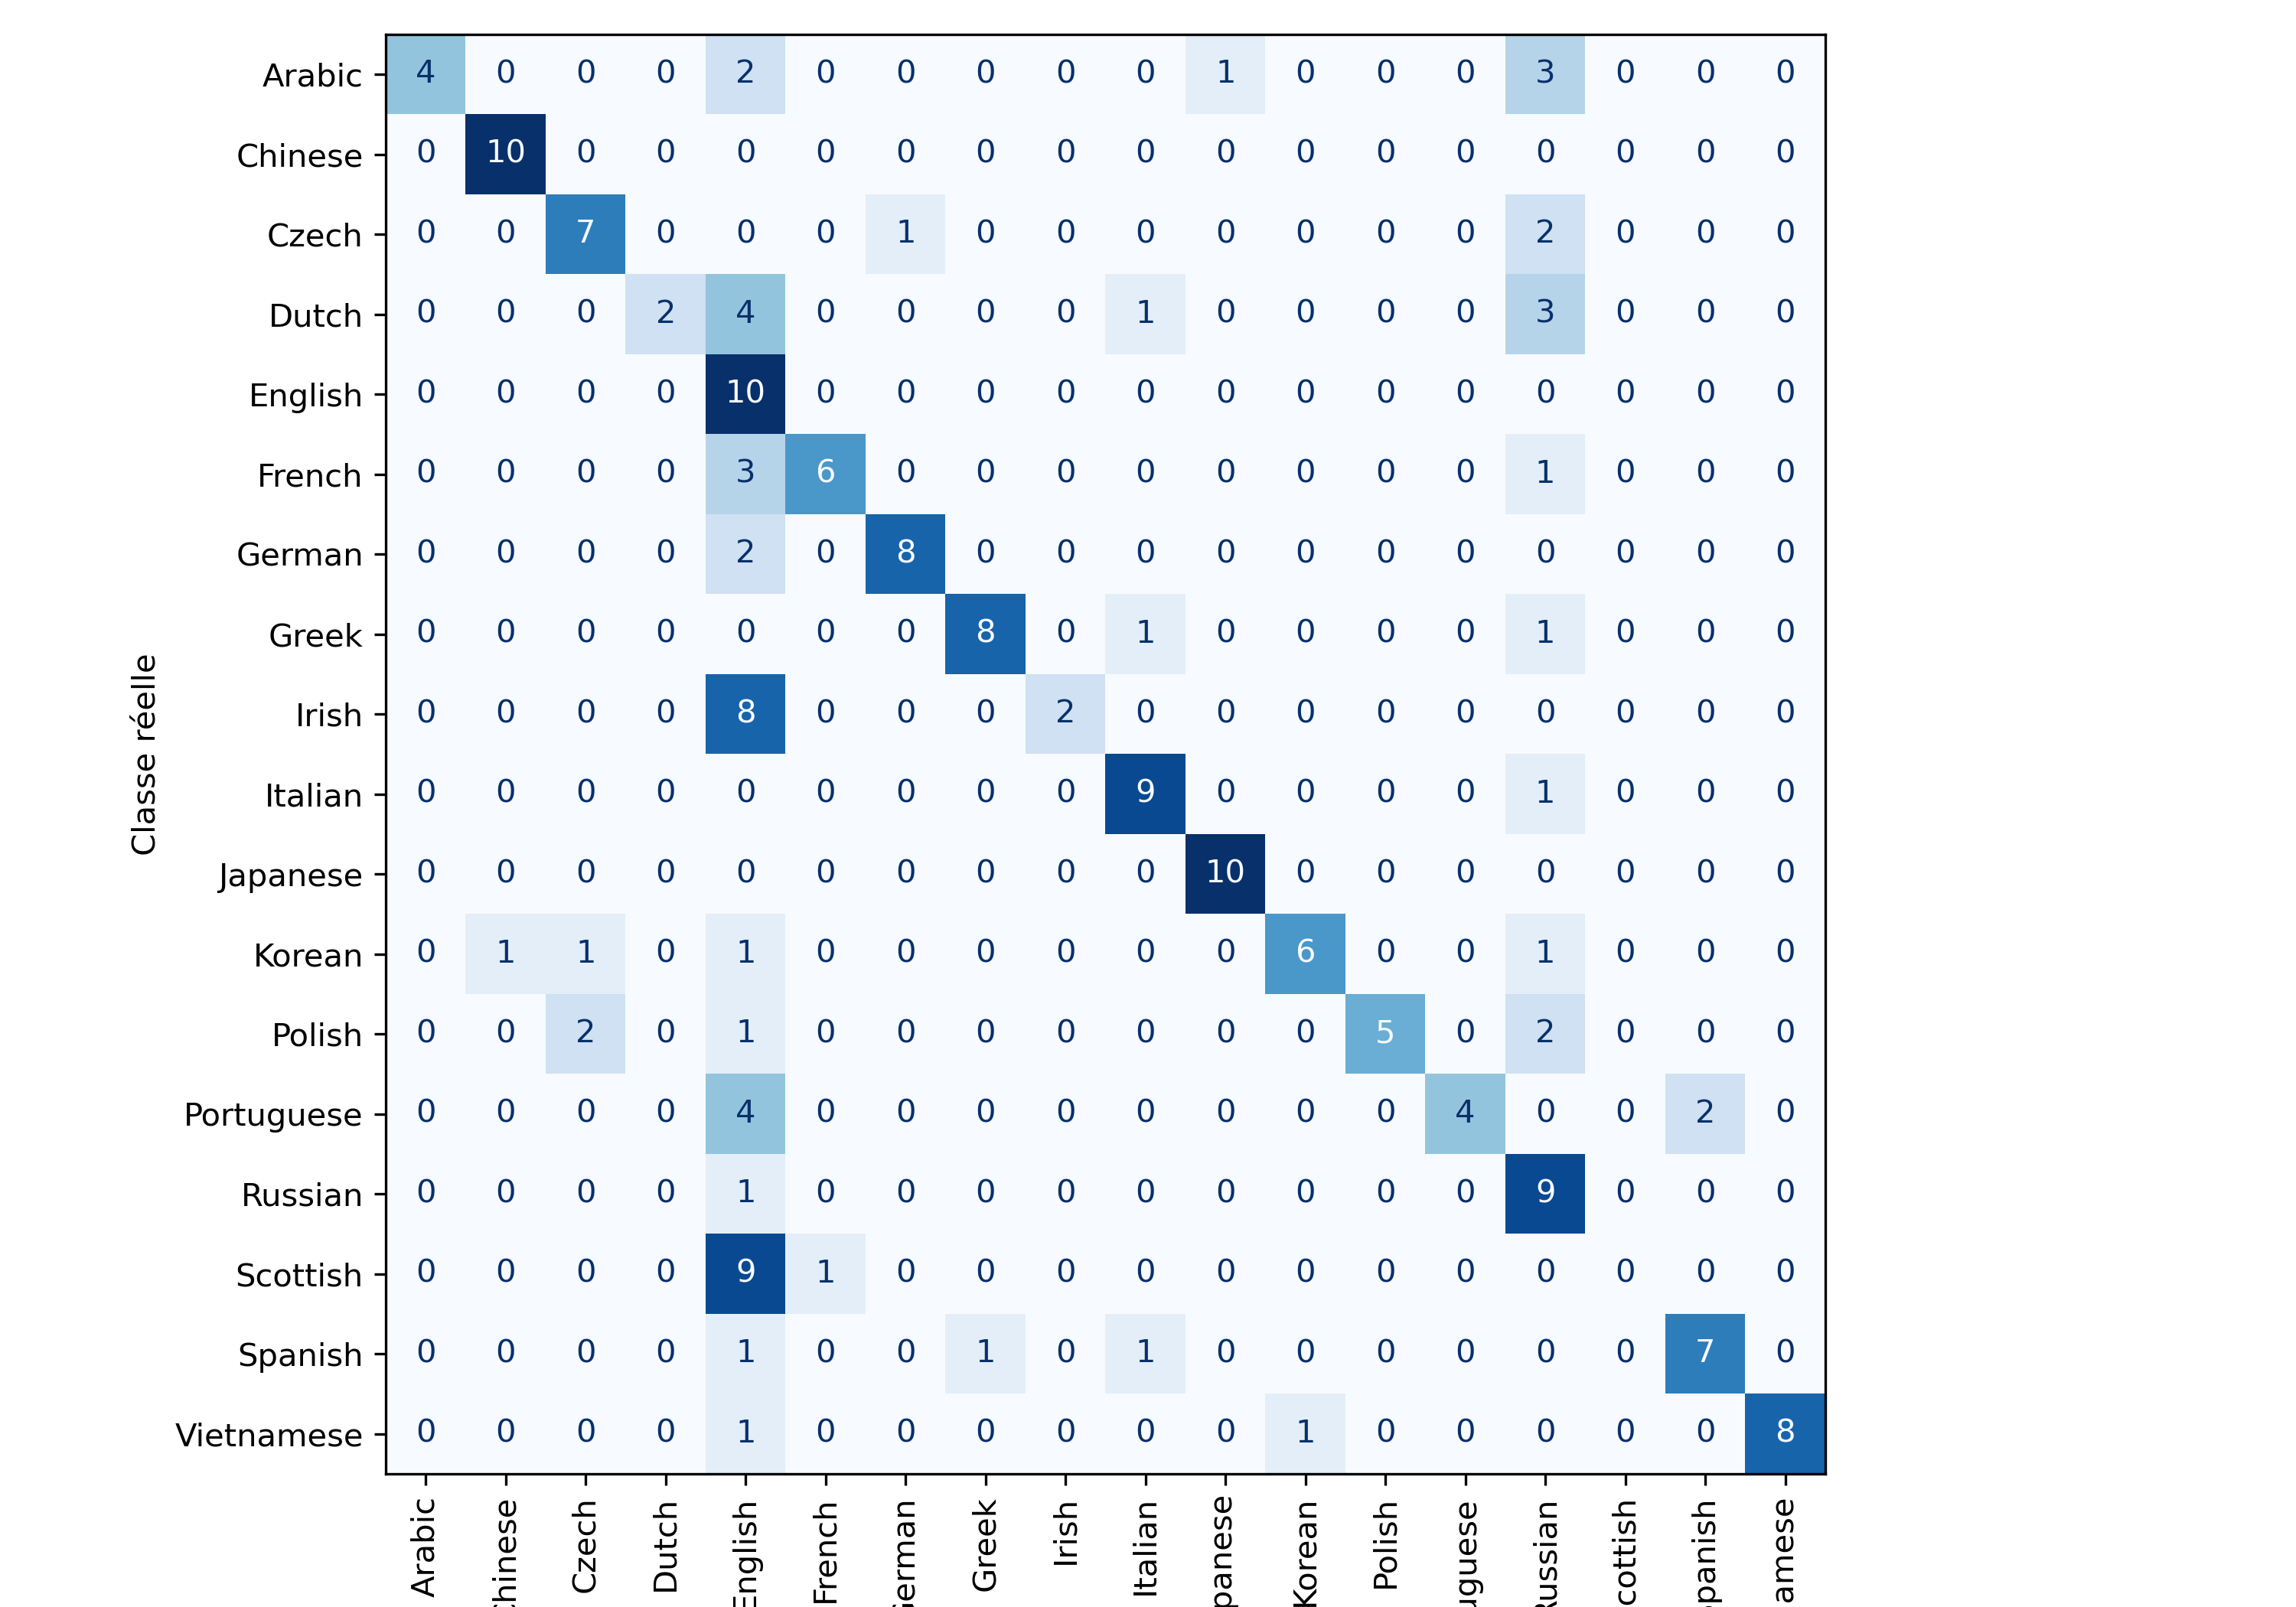 Classe réelle
Arabic 4 0 0 0 2 0 0 0 0 0 1 0 0 0 3 0 0 0
Chinese 0 10 0 0 0 0 0 0 0 0 0 0 0 0 0 0 0 0
Czech 0 0 7 0 0 0 1 0 0 0 0 0 0 0 2 0 0 0
Dutch 0 0 0 2 4 0 0 0 0 1 0 0 0 0 3 0 0 0
English 0 0 0 0 10 0 0 0 0 0 0 0 0 0 0 0 0 0
French 0 0 0 0 3 6 0 0 0 0 0 0 0 0 1 0 0 0
German 0 0 0 0 2 0 8 0 0 0 0 0 0 0 0 0 0 0
Greek 0 0 0 0 0 0 0 8 0 1 0 0 0 0 1 0 0 0
Irish 0 0 0 0 8 0 0 0 2 0 0 0 0 0 0 0 0 0
Italian 0 0 0 0 0 0 0 0 0 9 0 0 0 0 1 0 0 0
Japanese 0 0 0 0 0 0 0 0 0 0 10 0 0 0 0 0 0 0
Korean 0 1 1 0 1 0 0 0 0 0 0 6 0 0 1 0 0 0
Polish 0 0 2 0 1 0 0 0 0 0 0 0 5 0 2 0 0 0
Portuguese 0 0 0 0 4 0 0 0 0 0 0 0 0 4 0 0 2 0
Russian 0 0 0 0 1 0 0 0 0 0 0 0 0 0 9 0 0 0
Scottish 0 0 0 0 9 1 0 0 0 0 0 0 0 0 0 0 0 0
Spanish 0 0 0 0 1 0 0 1 0 1 0 0 0 0 0 0 7 0
Vietnamese 0 0 0 0 1 0 0 0 0 0 0 1 0 0 0 0 0 8
Arabic hinese Czech Dutch English French erman Greek Irish Italian panese Korean Polish uguese ussian cottish panish amese